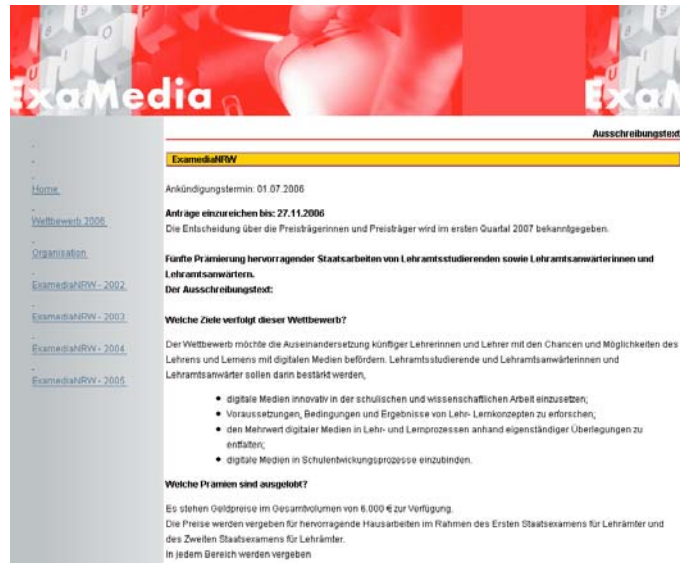 ExaMedia
ExaM
Ausschreibungstext
ExamediaNRW
Home
Wettbewerb 2006
Organisation
ExamediaNRW - 2002
ExamediaNRW - 2003
ExamediaNRW - 2004
ExamediaNRW - 2005
Ankündigungstermin: 01.07.2006
Anträge einzureichen bis: 27.11.2006
Die Entscheidung über die Preisträgerinnen und Preisträger wird im ersten Quartal 2007 bekanntgegeben.
Fünfte Prämierung hervorragender Staatsarbeiten von Lehramtsstudierenden sowie Lehramtsanwärterinnen und
Lehramtsanwärtern.
Der Ausschreibungstext:
Welche Ziele verfolgt dieser Wettbewerb?
Der Wettbewerb möchte die Auseinandersetzung künftiger Lehrerinnen und Lehrer mit den Chancen und Möglichkeiten des
Lehrens und Lernens mit digitalen Medien befördern. Lehramtsstudierende und Lehramtsanwärterinnen und
Lehramtsanwärter sollen darin bestärkt werden,
• digitale Medien innovativ in der schulischen und wissenschaftlichen Arbeit einzusetzen;
• Voraussetzungen, Bedingungen und Ergebnisse von Lehr- Lernkonzepten zu erforschen;
• den Mehrwert digitaler Medien in Lehr- und Lernprozessen anhand eigenständiger Überlegungen zu
entfalten;
• digitale Medien in Schulentwicklungsprozesse einzubinden.
Welche Prämien sind ausgelobt?
Es stehen Geldpreise im Gesamtvolumen von 6.000 € zur Verfügung.
Die Preise werden vergeben für hervorragende Hausarbeiten im Rahmen des Ersten Staatsexamens für Lehrämter und
des Zweiten Staatsexamens für Lehrämter.
In jedem Bereich werden vergeben